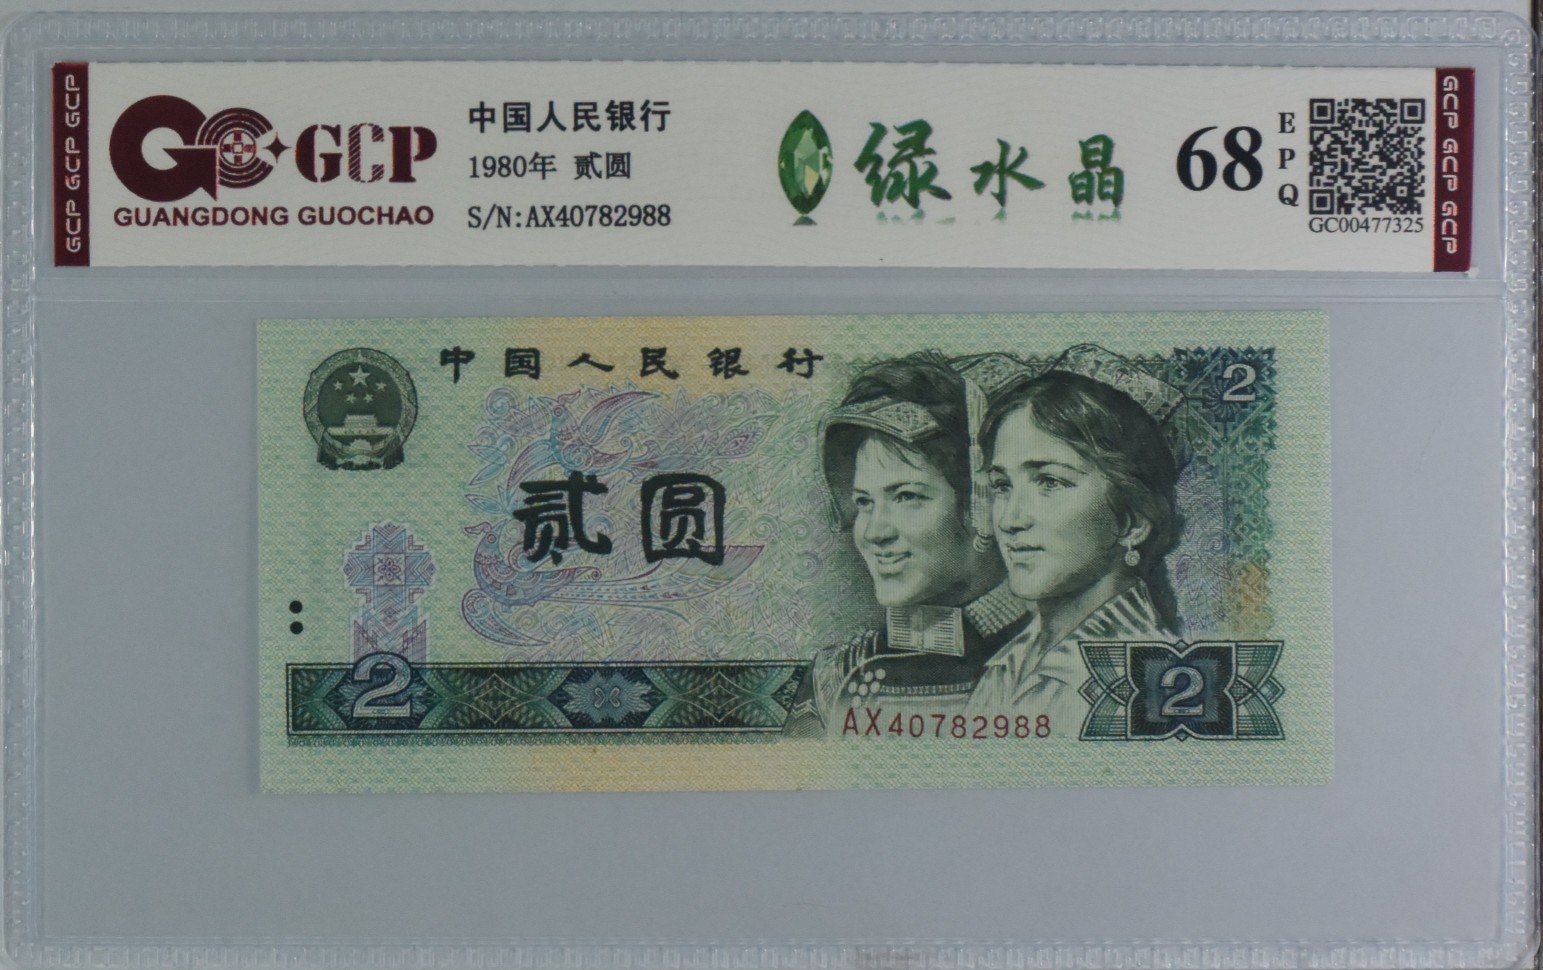 GCP GCP GCP
GCP
GUANGDONG GUOCHAO
中国人民银行
1980年 贰圆
S/N:AX40782988
绿水晶
68
EPQ
GC00477325
GCP GCP GCP
中国人民银行
2
贰圆
2
AX40782988
2